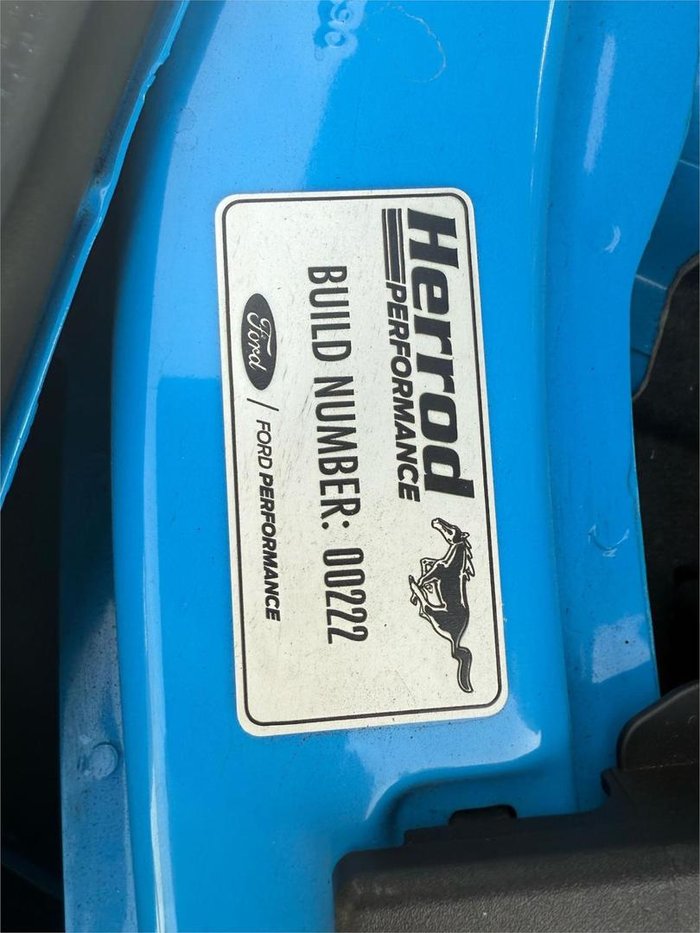 Herrod
PERFORMANCE
BUILD NUMBER: 00222
Ford / FORD PERFORMANCE